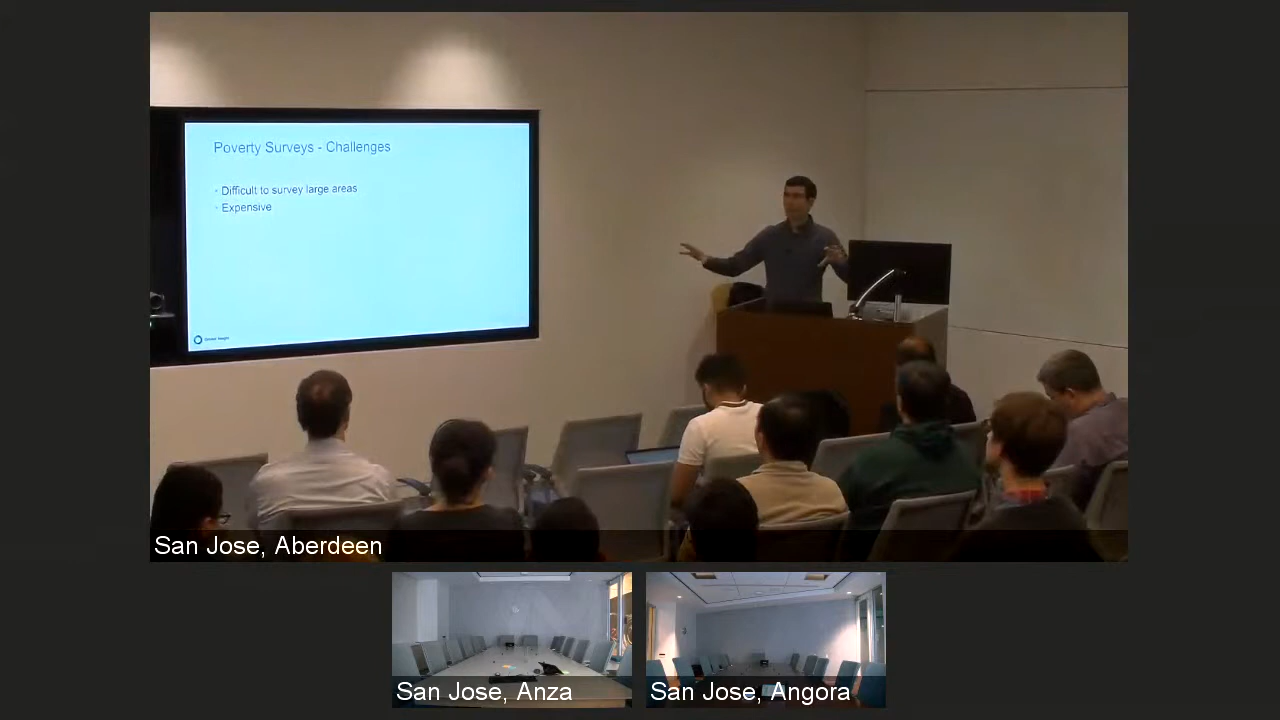 Poverty Surveys - Challenges
- Difficult to survey large areas
- Expensive
San Jose, Aberdeen
San Jose, Anza
San Jose, Angora